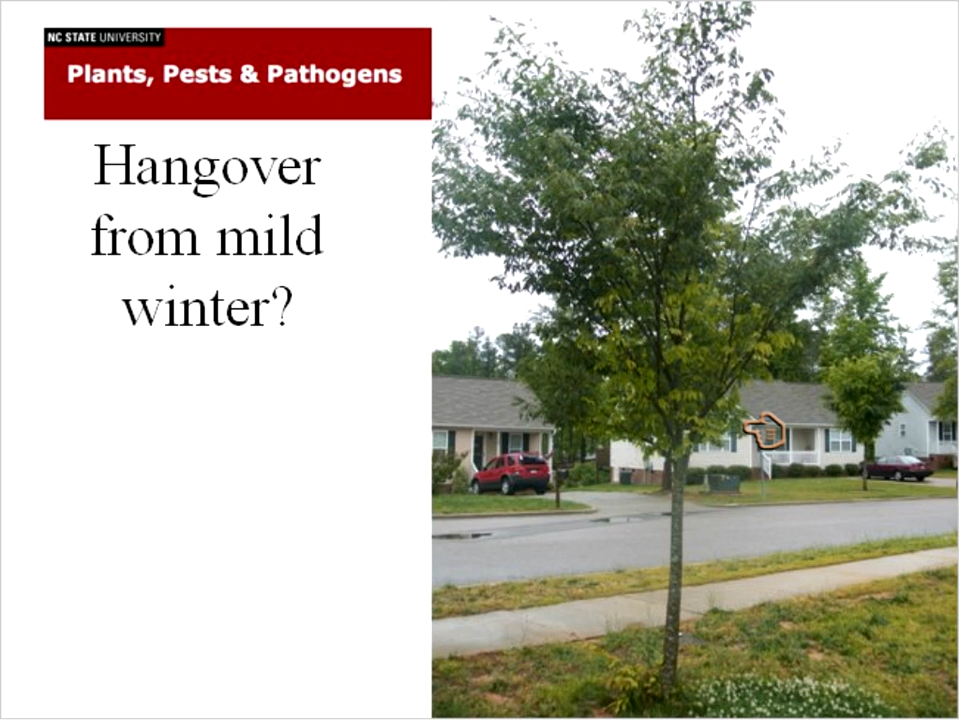 NC STATE UNIVERSITY
Plants, Pests & Pathogens
Hangover
from mild
winter?